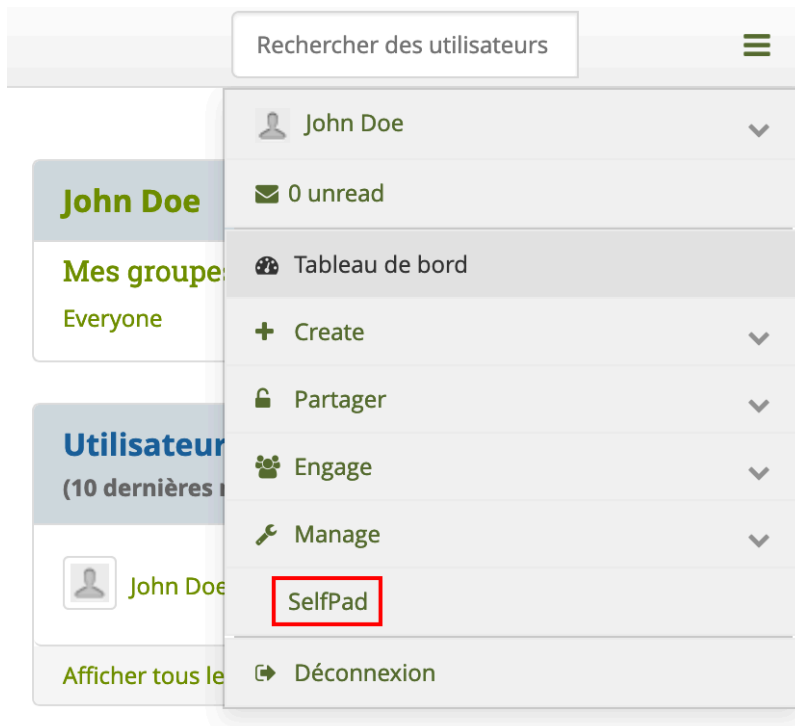 Rechercher des utilisateurs
John Doe
0 unread
Tableau de bord
Create
Partager
Engage
Manage
SelfPad
Déconnexion
John Doe
Mes groupes
Everyone
Utilisateur
(10 dernières
John Doe
Afficher tous le